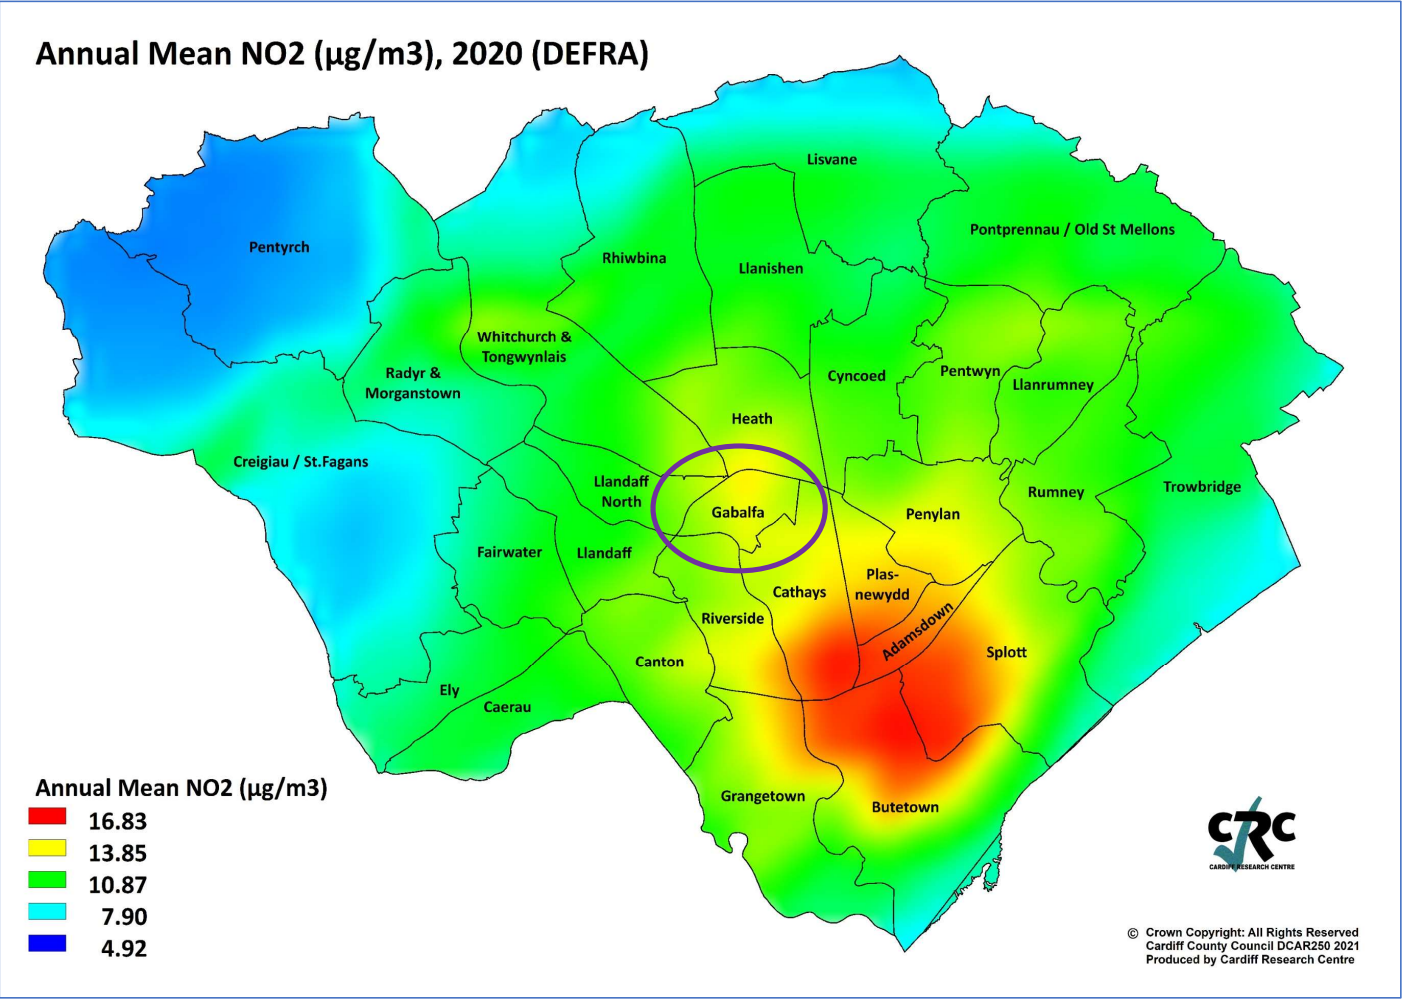 Annual Mean NO2 (µg/m3), 2020 (DEFRA)
Lisvane
Pontprennau / Old St Mellons
Pentyrch
Rhiwbina
Llanishen
Whitchurch &
Tongwynlais
Radyr &
Morganstown
Cyncoed
Pentwyn
Llanrumney
Heath
Creigiau / St.Fagans
Llandaff
North
Gabalfa
Rumney
Trowbridge
Penylan
Fairwater
Llandaff
Plas-
newydd
Cathays
Riverside
Adamsdown
Splott
Canton
Ely
Caerau
Grangetown
Butetown
Annual Mean NO2 (µg/m3)
16.83
13.85
10.87
7.90
4.92
CRC
CARDIFF RESEARCH CENTRE
© Crown Copyright: All Rights Reserved
Cardiff County Council DCAR250 2021
Produced by Cardiff Research Centre